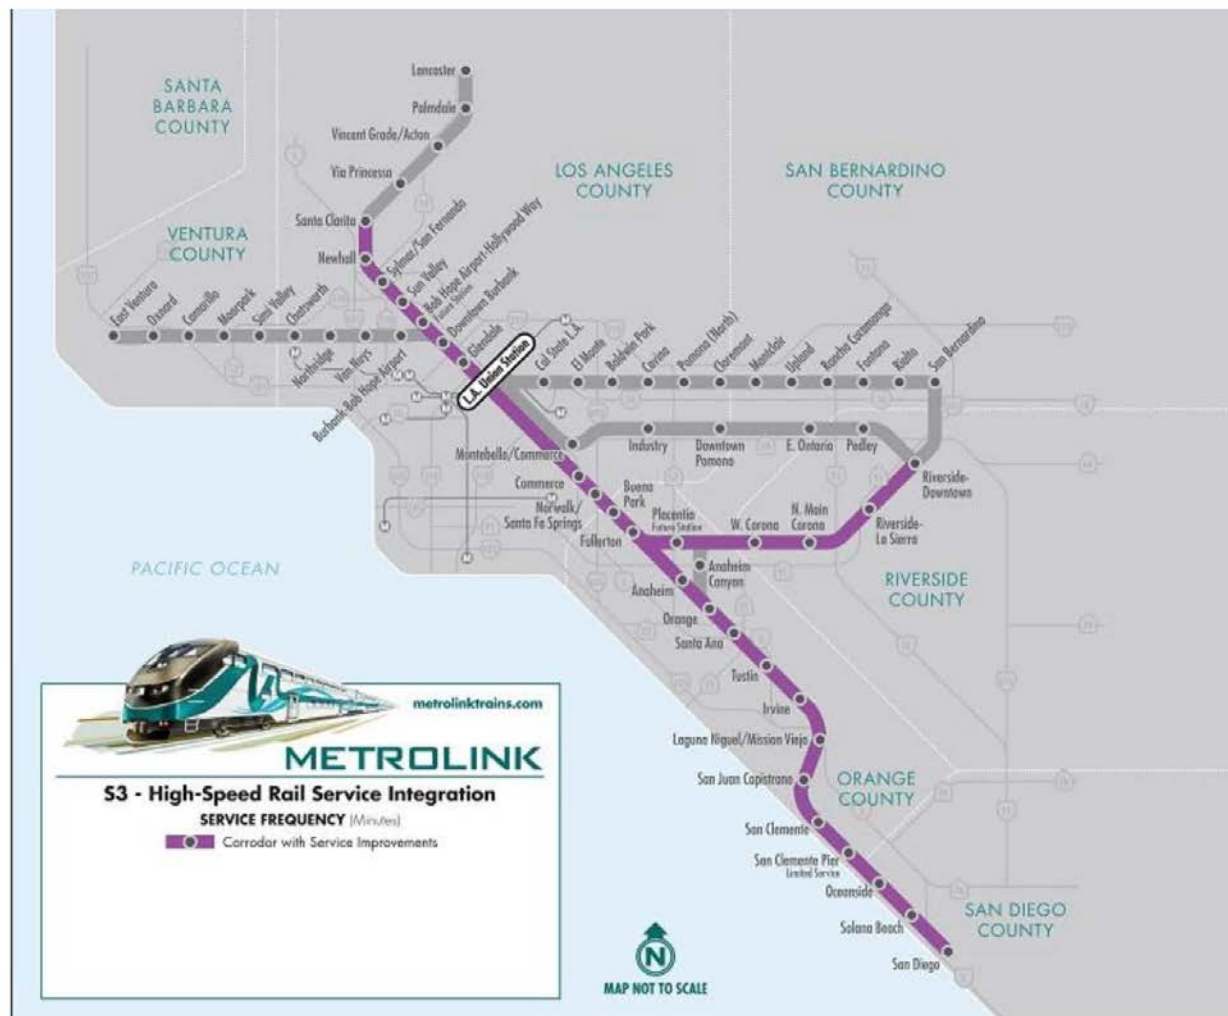 SANTA
BARBARA
COUNTY
LOS ANGELES
COUNTY
SAN BERNARDINO
COUNTY
VENTURA
COUNTY
Lancaster
Palmdale
Vincent Grade/Acton
Via Princessa
Santa Clarita
Newhall
Sylmar/San Fernando
Sun Valley
Bob Hope Airport-Hollywood Way
Future Station
Downtown Burbank
Glendale
East Ventura
Oxnard
Camarillo
Moorpark
Simi Valley
Chatsworth
Northridge
Van Nuys
Burbank-Bob Hope Airport
L.A. Union Station
Cal State L.A.
El Monte
Baldwin Park
Covina
Pomona (North)
Claremont
Montclair
Upland
Rancho Cucamonga
Fontana
Rialto
San Bernardino
Montebello/Commerce
Industry
Downtown
Pomona
E. Ontario
Pedley
Riverside-
Downtown
Commerce
Norwalk/
Santa Fe Springs
Buena
Park
Fullerton
Placentia
Future Station
W. Corona
N. Main
Corona
Riverside-
La Sierra
Anaheim
Canyon
Anaheim
Orange
Santa Ana
Tustin
Irvine
Laguna Niguel/Mission Viejo
San Juan Capistrano
San Clemente
San Clemente Pier
Limited Service
Oceanside
Solana Beach
San Diego
RIVERSIDE
COUNTY
ORANGE
COUNTY
SAN DIEGO
COUNTY
PACIFIC OCEAN
metrolinktrains.com
METROLINK
S3 - High-Speed Rail Service Integration
SERVICE FREQUENCY (Minutes)
Corrodor with Service Improvements
N
MAP NOT TO SCALE